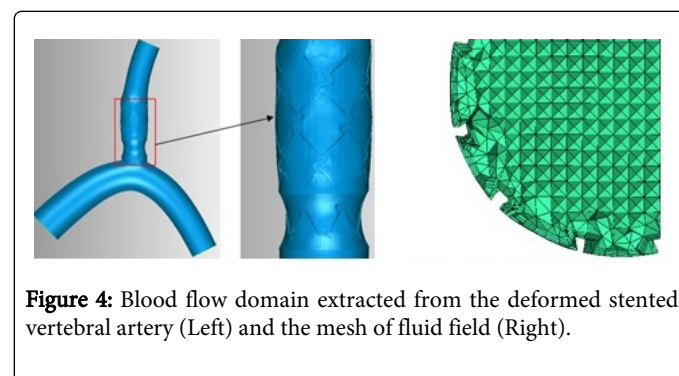 Figure 4: Blood flow domain extracted from the deformed stented
vertebral artery (Left) and the mesh of fluid field (Right).